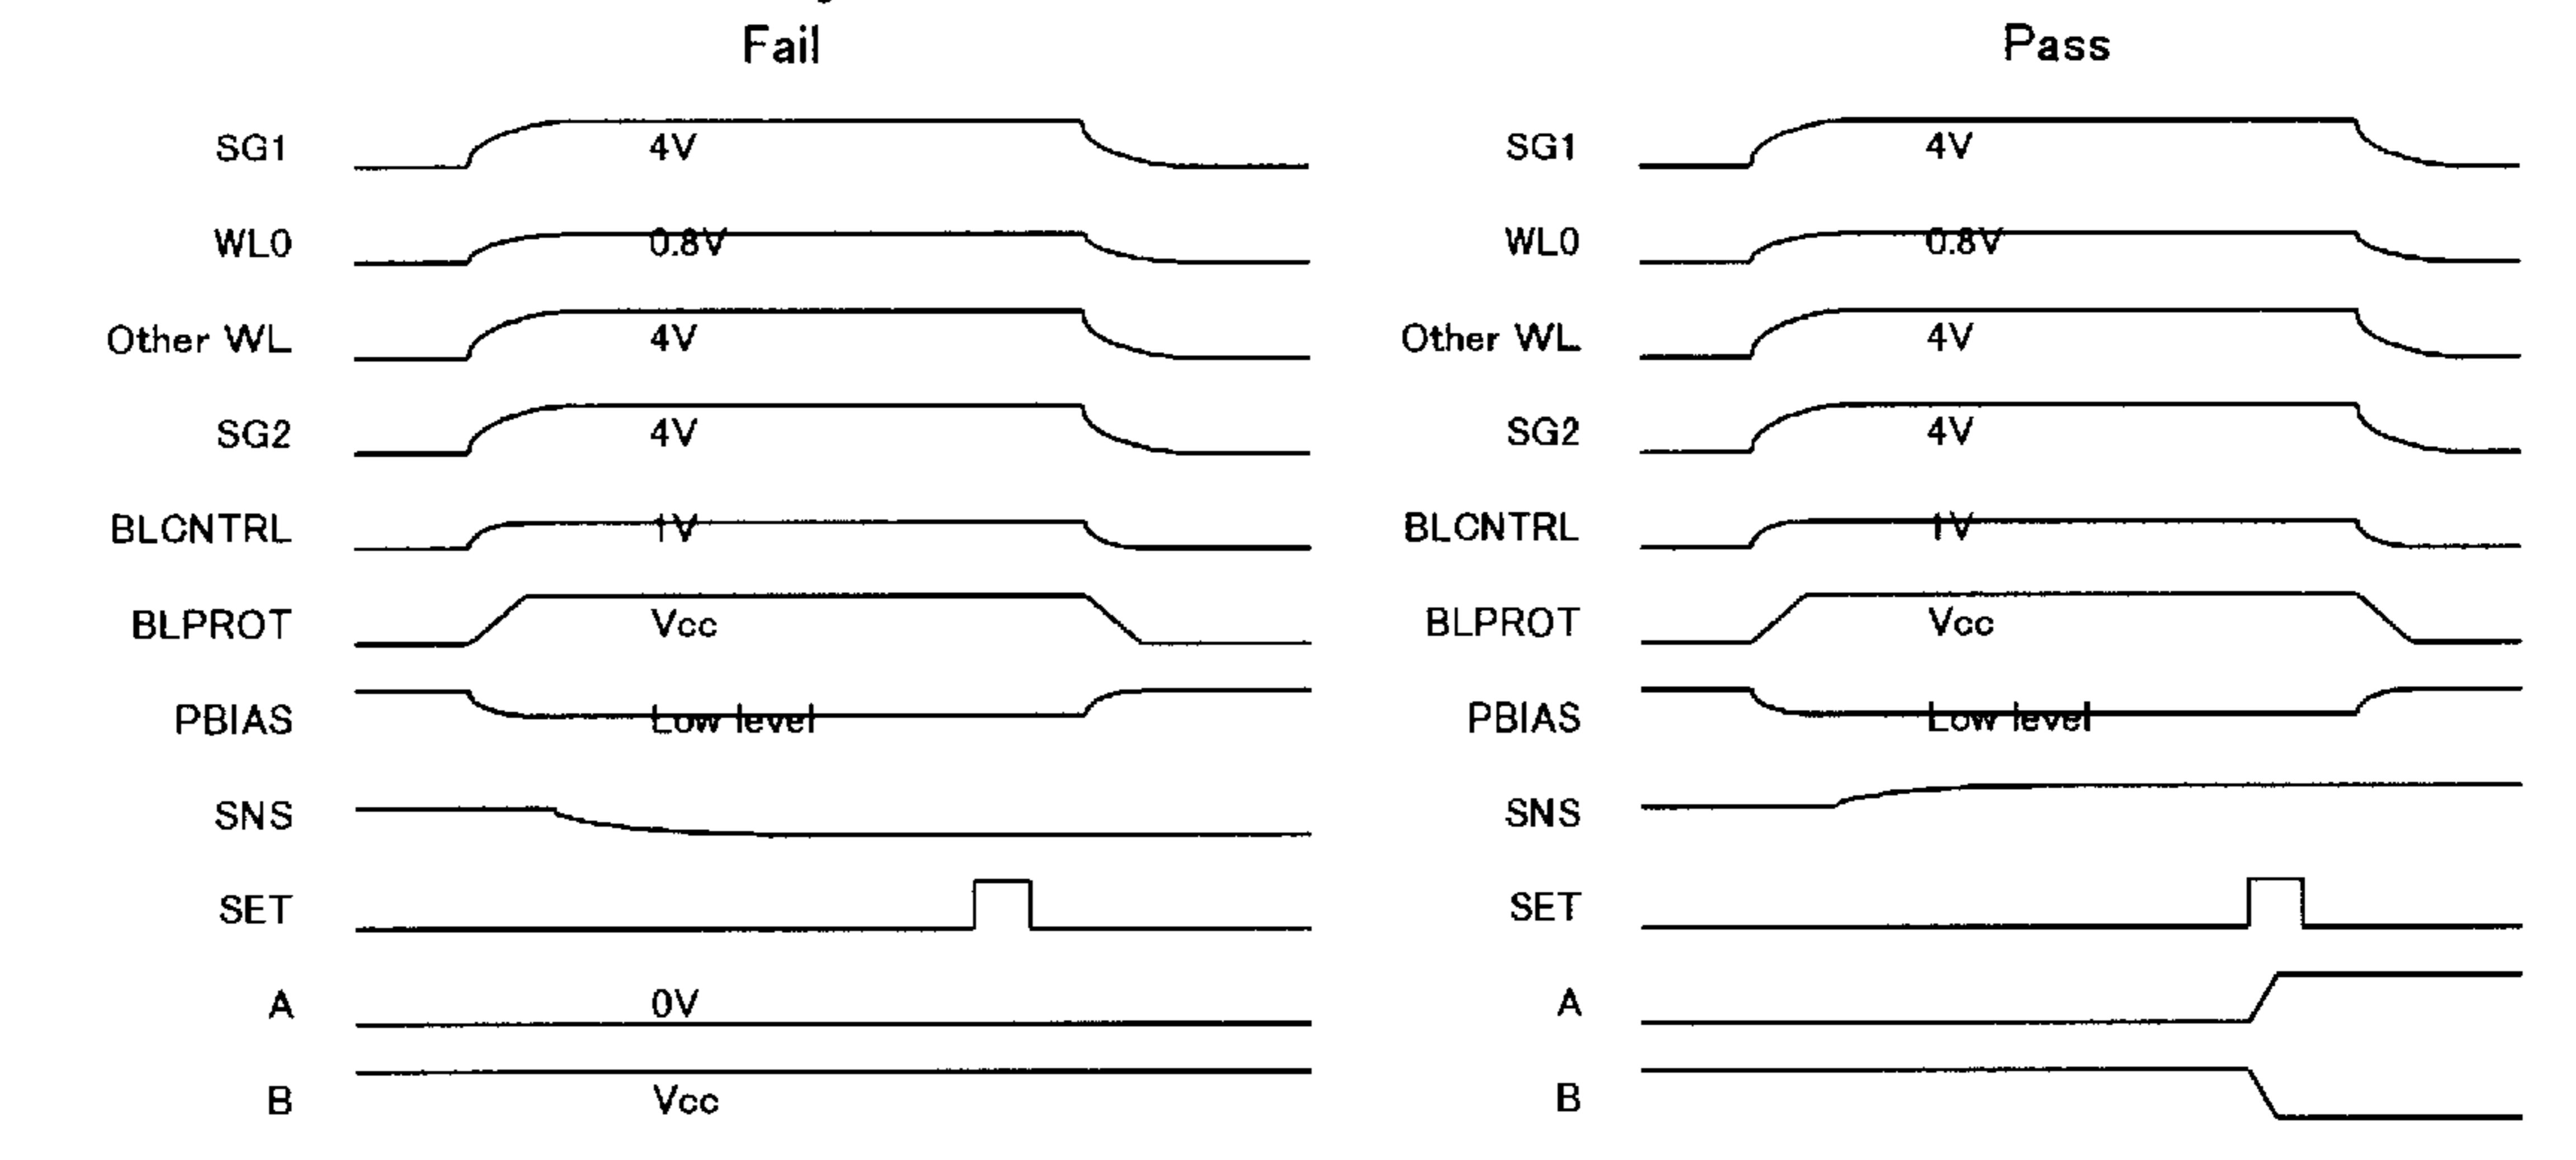 Fail Pass
SG1 4V SG1 4V
WL0 0.8V WL0 0.8V
Other WL 4V Other WL 4V
SG2 4V SG2 4V
BLCNTRL 1V BLCNTRL 1V
BLPROT Vcc BLPROT Vcc
PBIAS Low level PBIAS Low level
SNS SNS
SET SET
A 0V A
B Vcc B